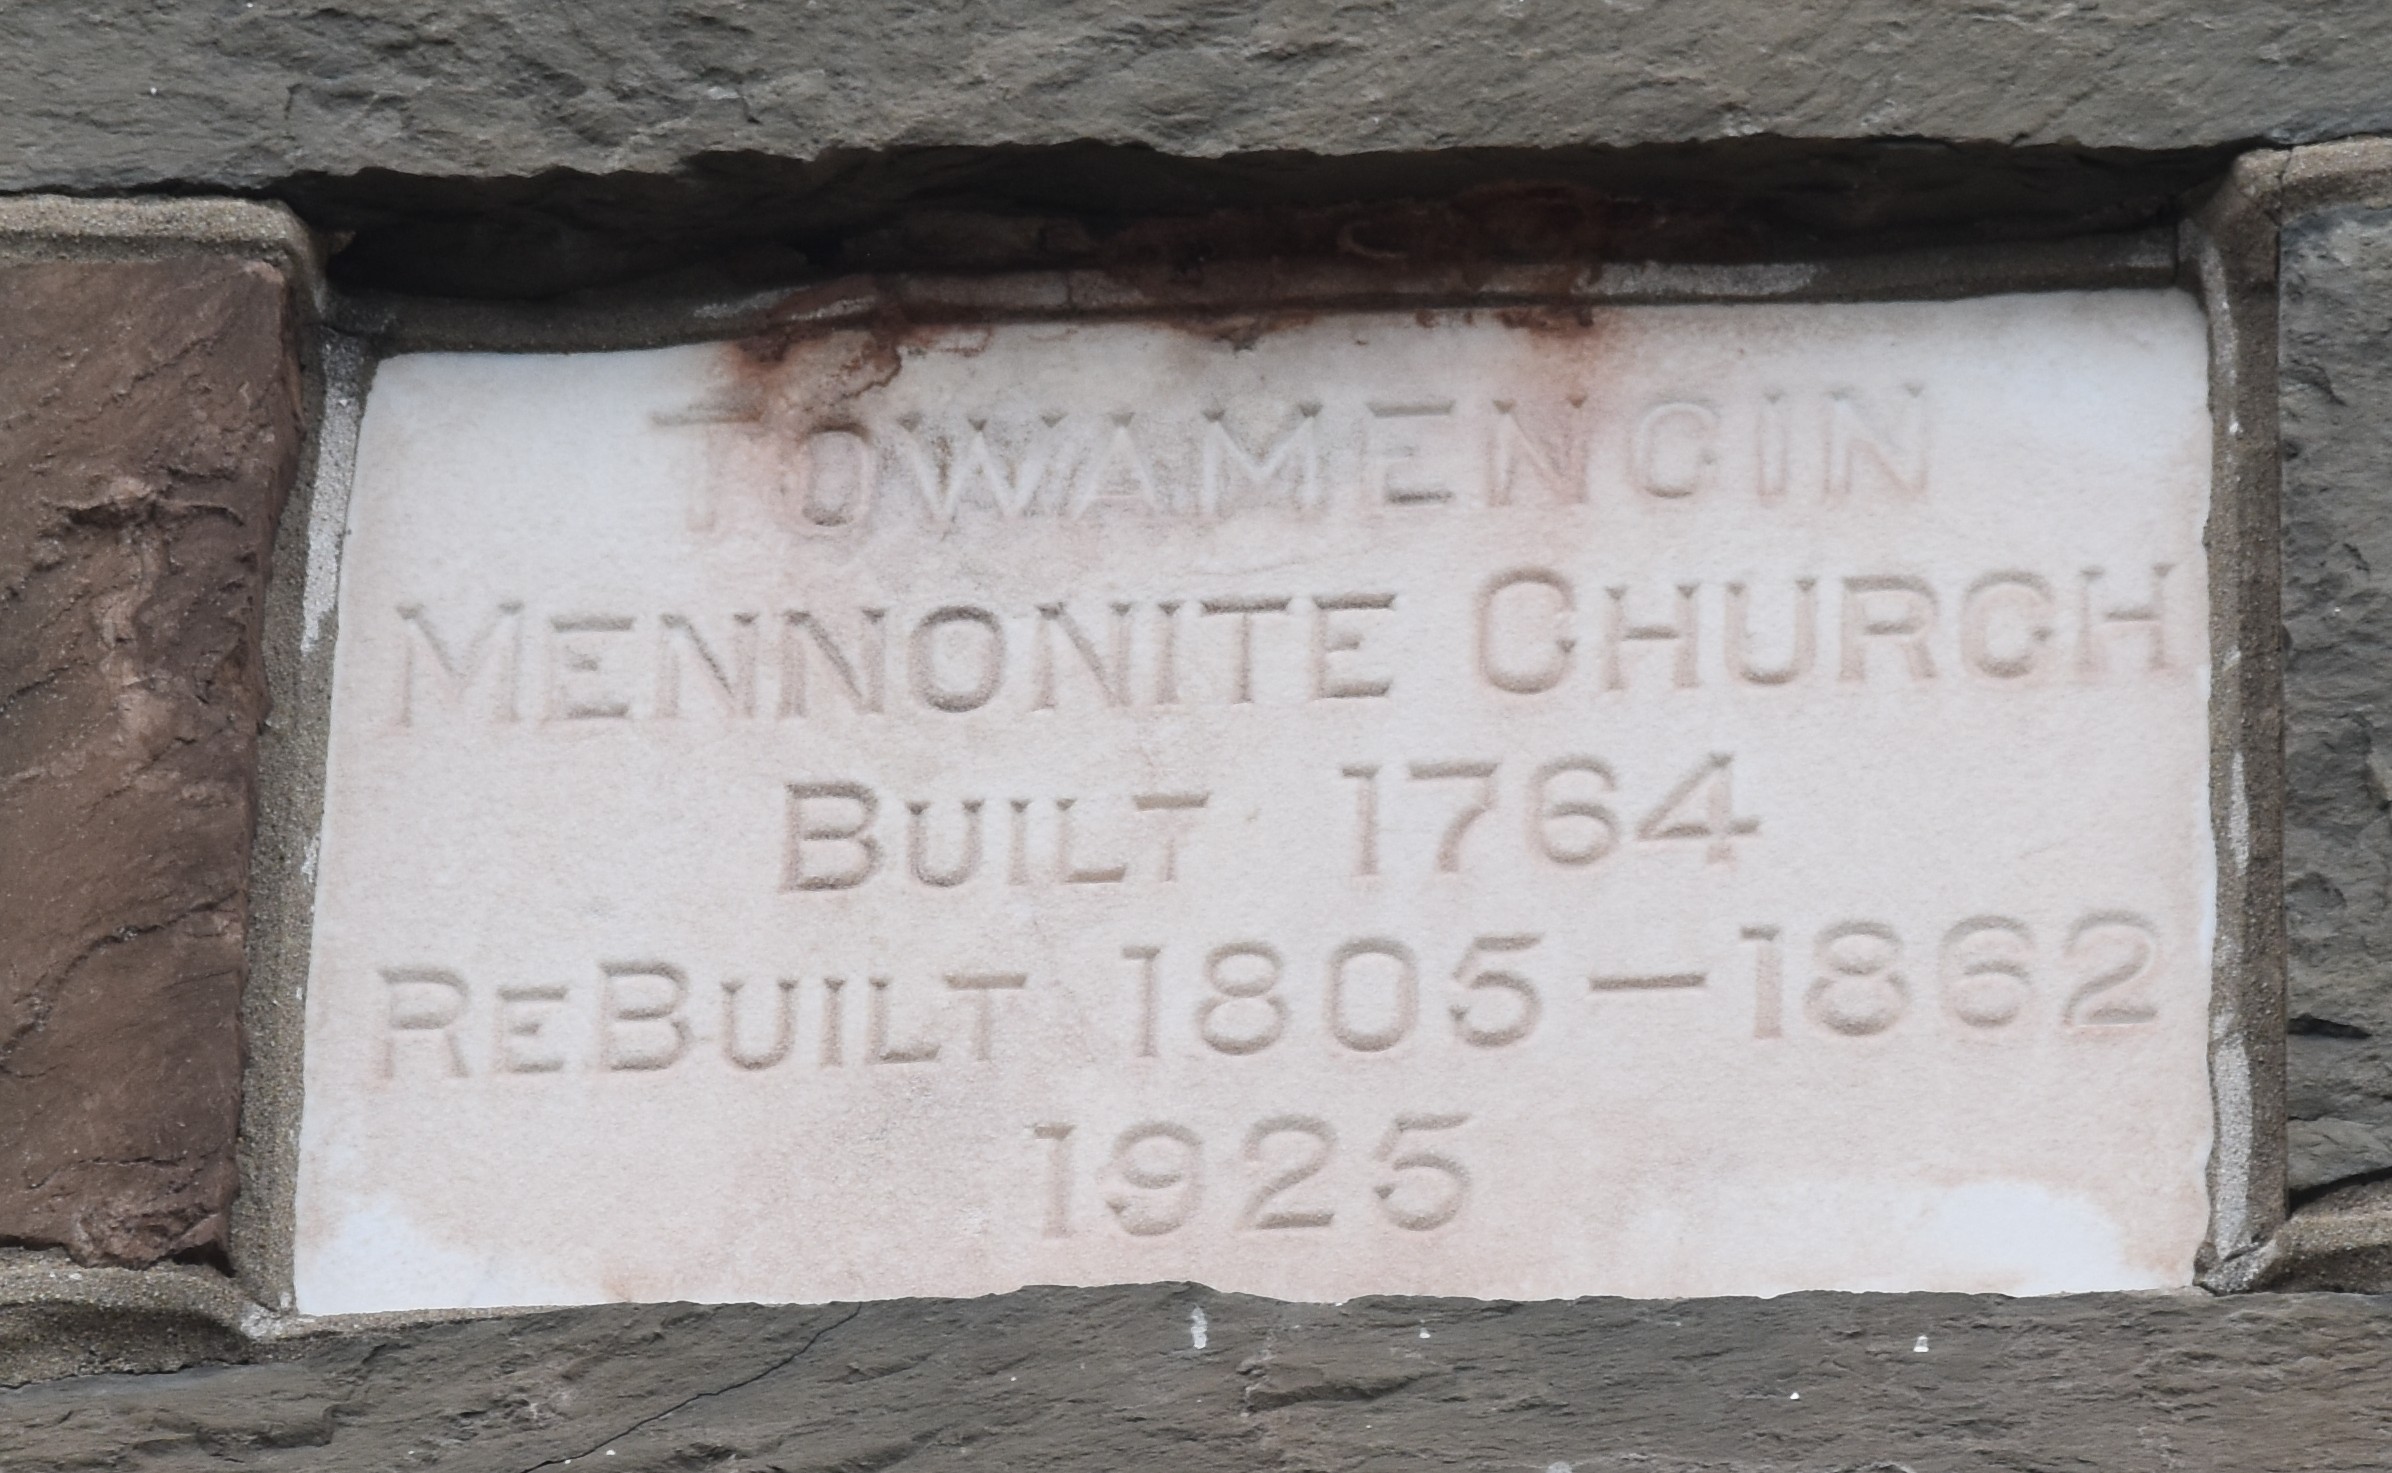 TOWAMENCIN
MENNONITE CHURCH
BUILT 1764
REBUILT 1805—1862
1925